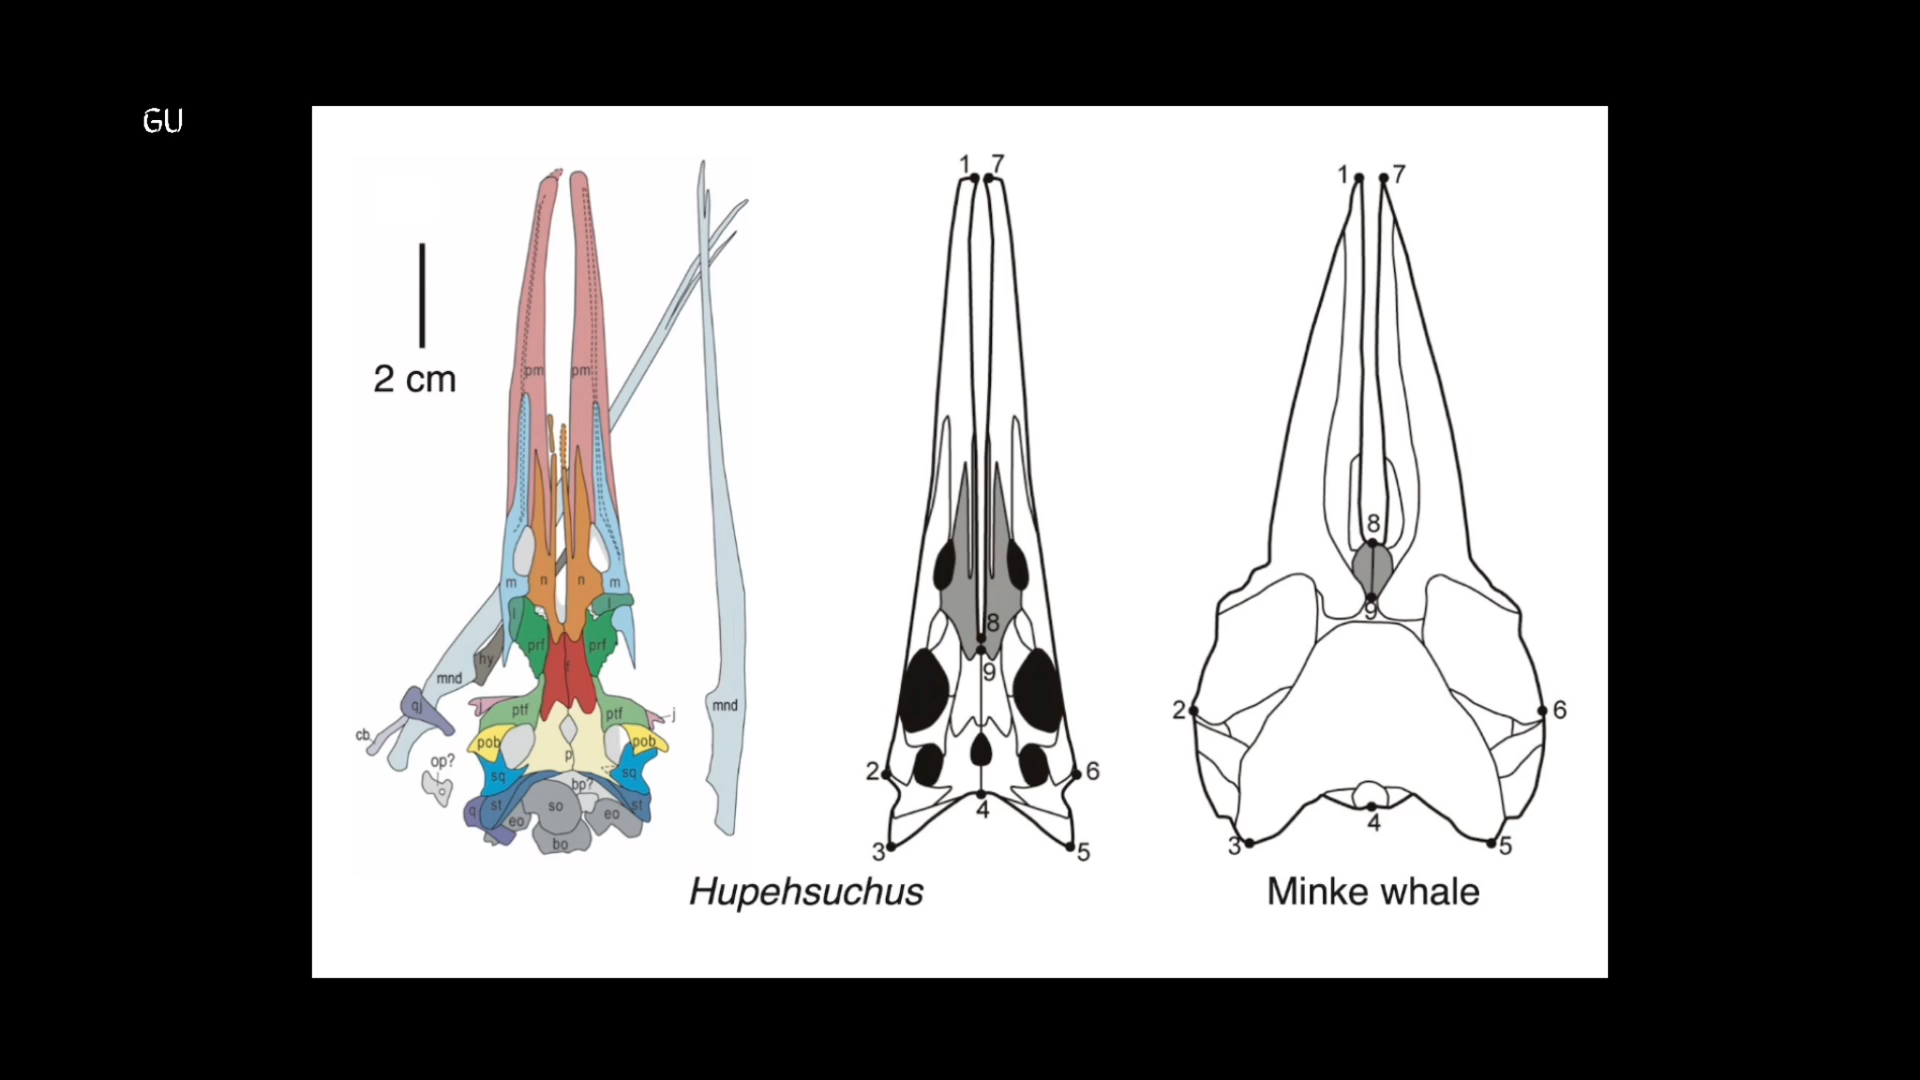 GU
2 cm
pm pm
m n n m
l l
prf f prf
hy
mnd
qj
cb
ptf ptf j
mnd
pob p pob
op?
sq bp? sq
q st so st
eo eo
bo
1 7
8
9
2 6
4
3 5
Hupehsuchus
1 7
8
9
2 6
4
3 5
Minke whale